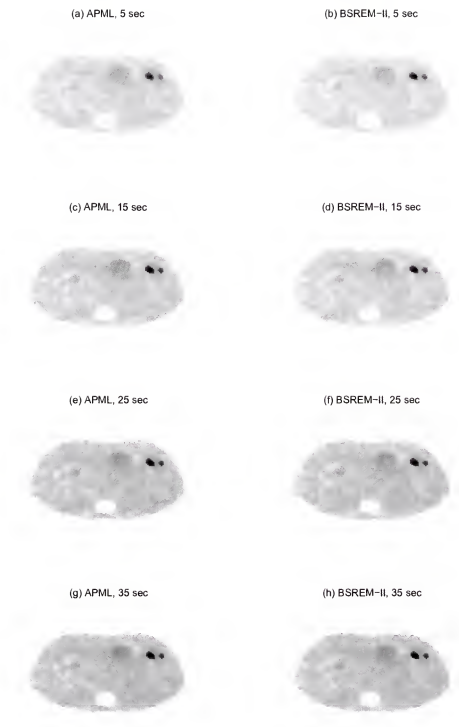 (a) APML, 5 sec
(b) BSREM−II, 5 sec
(c) APML, 15 sec
(d) BSREM−II, 15 sec
(e) APML, 25 sec
(f) BSREM−II, 25 sec
(g) APML, 35 sec
(h) BSREM−II, 35 sec